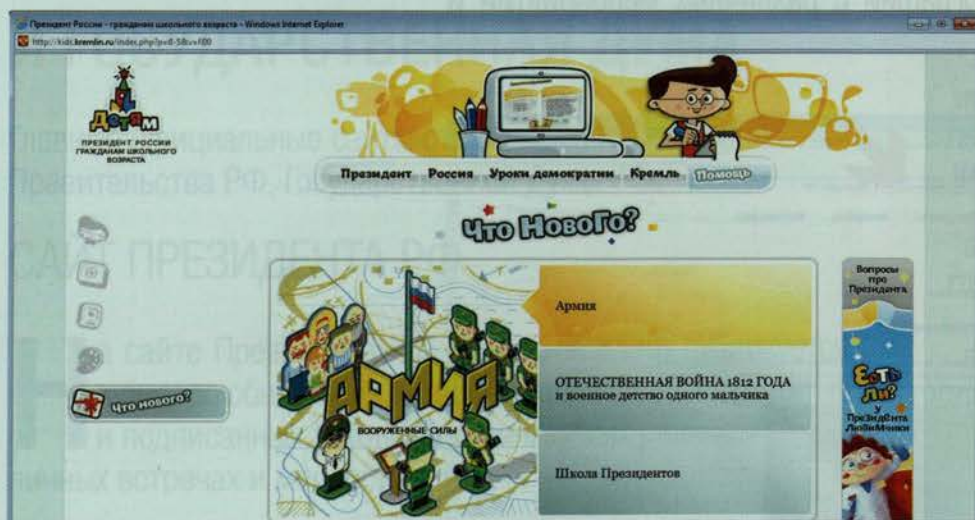 Президент России - гражданам школьного возраста - Windows Internet Explorer
Детям
ПРЕЗИДЕНТ РОССИИ
ГРАЖДАНАМ ШКОЛЬНОГО
ВОЗРАСТА
Президент Россия Уроки демократии Кремль Помощь
Что Нового?
АРМИЯ
ВООРУЖЕННЫЕ СИЛЫ
Армия
ОТЕЧЕСТВЕННАЯ ВОЙНА 1812 ГОДА
и военное детство одного мальчика
Школа Президентов
Что нового?
Вопросы
про
Президента
Есть
Ли?
у
Президента
ЛюбиМчики
САЙТ ПРЕЗИДЕНТА РФ